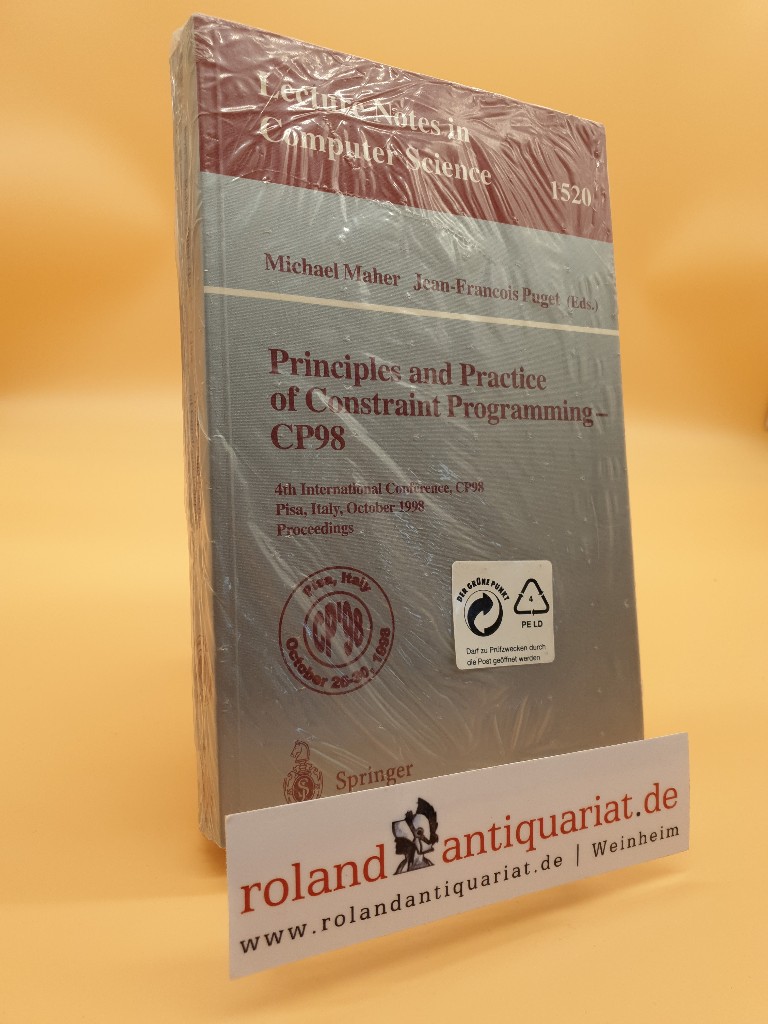 Lecture Notes in
Computer Science
1520
Michael Maher Jean-Francois Puget (Eds.)
Principles and Practice
of Constraint Programming –
CP98
4th International Conference, CP98
Pisa, Italy, October 1998
Proceedings
Pisa, Italy
CP'98
October 26-30, 1998
DER GRÜNE PUNKT
4
PE LD
Darf zu Prüfzwecken durch
die Post geöffnet werden
Springer
roland antiquariat.de
www.rolandantiquariat.de | Weinheim